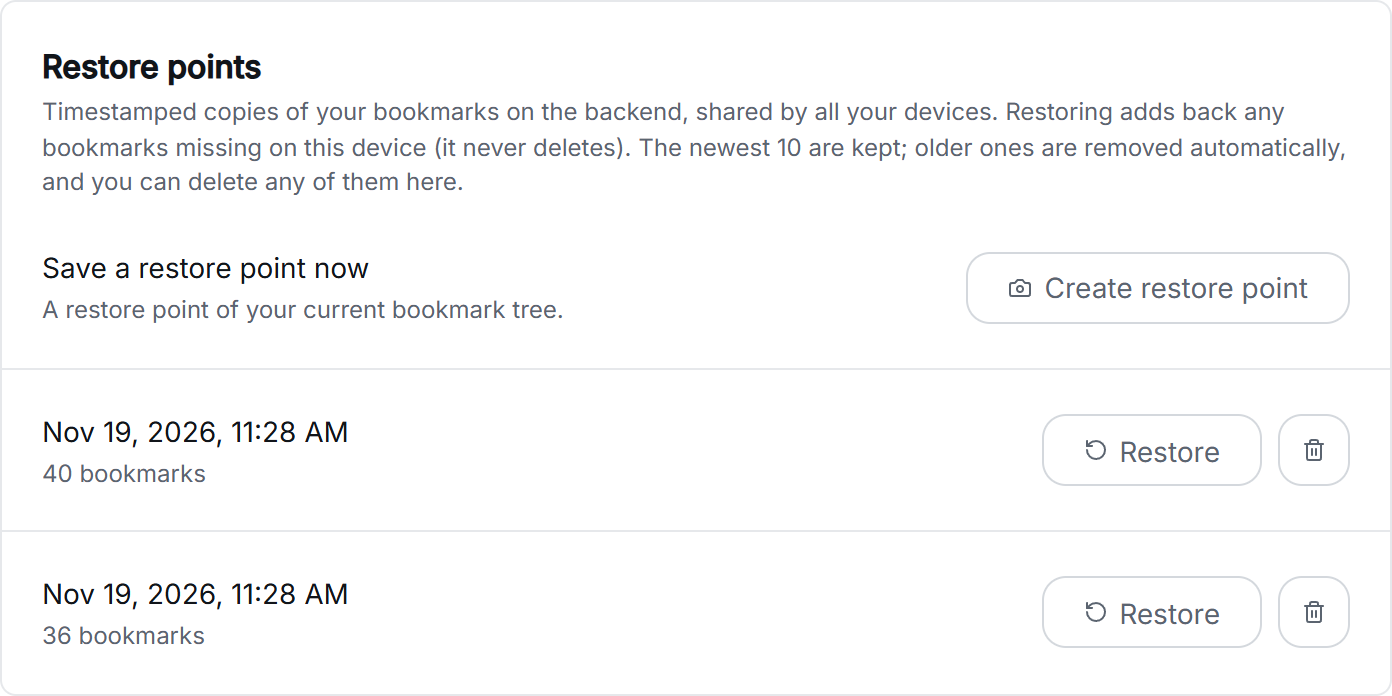 Restore points
Timestamped copies of your bookmarks on the backend, shared by all your devices. Restoring adds back any
bookmarks missing on this device (it never deletes). The newest 10 are kept; older ones are removed automatically,
and you can delete any of them here.
Save a restore point now
A restore point of your current bookmark tree.
Create restore point
Nov 19, 2026, 11:28 AM
40 bookmarks
Restore
Nov 19, 2026, 11:28 AM
36 bookmarks
Restore